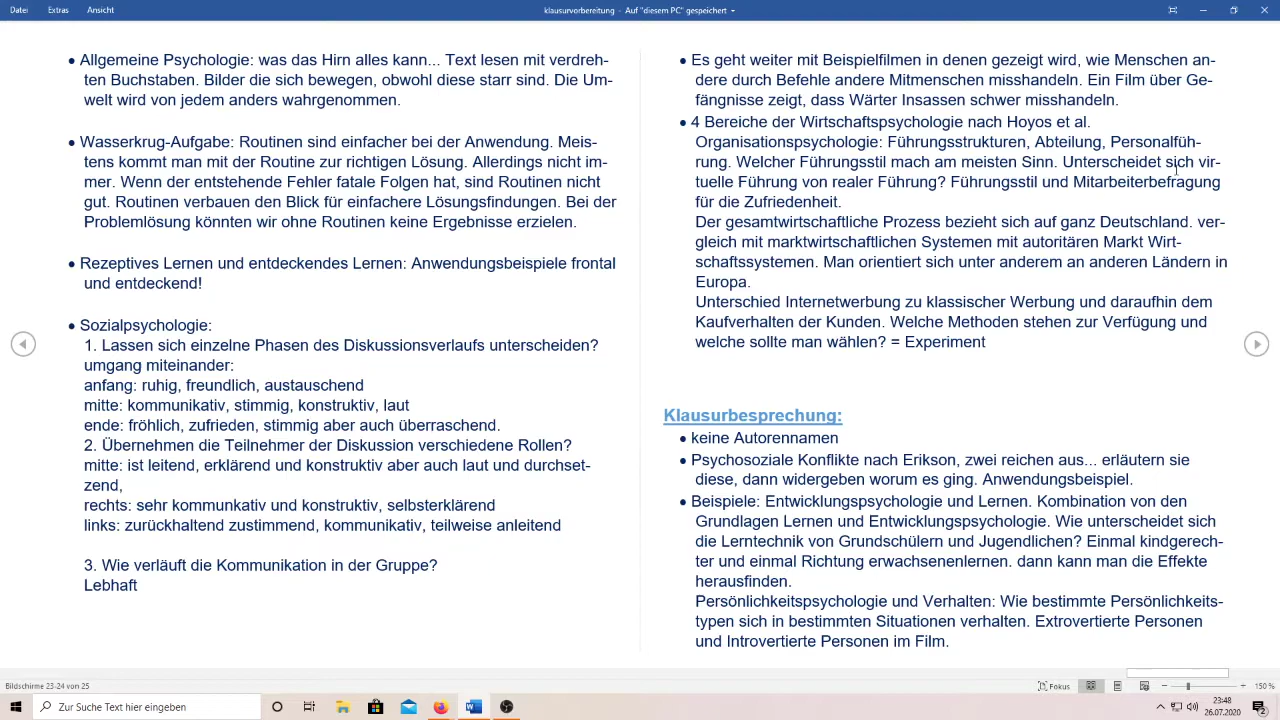 Datei Extras Ansicht
klausurvorbereitung - Auf "diesem PC" gespeichert
• Allgemeine Psychologie: was das Hirn alles kann... Text lesen mit verdreh-
ten Buchstaben. Bilder die sich bewegen, obwohl diese starr sind. Die Um-
welt wird von jedem anders wahrgenommen.
• Wasserkrug-Aufgabe: Routinen sind einfacher bei der Anwendung. Meis-
tens kommt man mit der Routine zur richtigen Lösung. Allerdings nicht im-
mer. Wenn der entstehende Fehler fatale Folgen hat, sind Routinen nicht
gut. Routinen verbauen den Blick für einfachere Lösungsfindungen. Bei der
Problemlösung könnten wir ohne Routinen keine Ergebnisse erzielen.
• Rezeptives Lernen und entdeckendes Lernen: Anwendungsbeispiele frontal
und entdeckend!
• Sozialpsychologie:
1. Lassen sich einzelne Phasen des Diskussionsverlaufs unterscheiden?
umgang miteinander:
anfang: ruhig, freundlich, austauschend
mitte: kommunikativ, stimmig, konstruktiv, laut
ende: fröhlich, zufrieden, stimmig aber auch überraschend.
2. Übernehmen die Teilnehmer der Diskussion verschiedene Rollen?
mitte: ist leitend, erklärend und konstruktiv aber auch laut und durchset-
zend,
rechts: sehr kommunkativ und konstruktiv, selbsterklärend
links: zurückhaltend zustimmend, kommunikativ, teilweise anleitend
3. Wie verläuft die Kommunikation in der Gruppe?
Lebhaft
• Es geht weiter mit Beispielfilmen in denen gezeigt wird, wie Menschen an-
dere durch Befehle andere Mitmenschen misshandeln. Ein Film über Ge-
fängnisse zeigt, dass Wärter Insassen schwer misshandeln.
• 4 Bereiche der Wirtschaftspsychologie nach Hoyos et al.
Organisationspsychologie: Führungsstrukturen, Abteilung, Personalfüh-
rung. Welcher Führungsstil mach am meisten Sinn. Unterscheidet sich vir-
tuelle Führung von realer Führung? Führungsstil und Mitarbeiterbefragung
für die Zufriedenheit.
Der gesamtwirtschaftliche Prozess bezieht sich auf ganz Deutschland. ver-
gleich mit marktwirtschaftlichen Systemen mit autoritären Markt Wirt-
schaftssystemen. Man orientiert sich unter anderem an anderen Ländern in
Europa.
Unterschied Internetwerbung zu klassischer Werbung und daraufhin dem
Kaufverhalten der Kunden. Welche Methoden stehen zur Verfügung und
welche sollte man wählen? = Experiment
Klausurbesprechung:
• keine Autorennamen
• Psychosoziale Konflikte nach Erikson, zwei reichen aus... erläutern sie
diese, dann widergeben worum es ging. Anwendungsbeispiel.
• Beispiele: Entwicklungspsychologie und Lernen. Kombination von den
Grundlagen Lernen und Entwicklungspsychologie. Wie unterscheidet sich
die Lerntechnik von Grundschülern und Jugendlichen? Einmal kindgerech-
ter und einmal Richtung erwachsenenlernen. dann kann man die Effekte
herausfinden.
Persönlichkeitspsychologie und Verhalten: Wie bestimmte Persönlichkeits-
typen sich in bestimmten Situationen verhalten. Extrovertierte Personen
und Introvertierte Personen im Film.
Bildschirme 23-24 von 25
Fokus
150 %
Zur Suche Text hier eingeben
23:48
26.07.2020